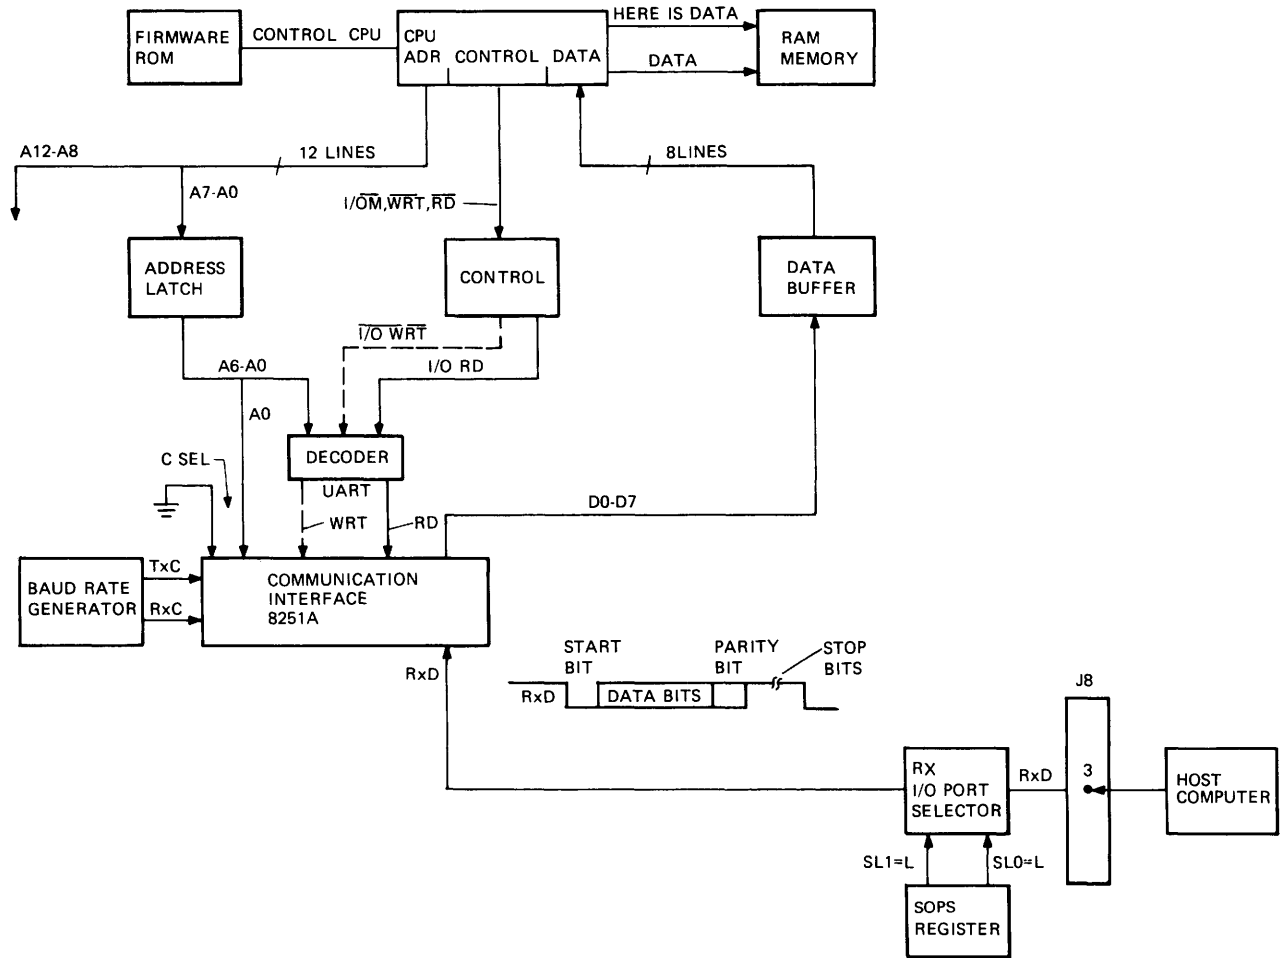 HERE IS DATA
FIRMWARE
ROM
CONTROL CPU
CPU
ADR
CONTROL
DATA
DATA
RAM
MEMORY
A12-A8
12 LINES
8LINES
A7-A0
I/OM,WRT,RD
ADDRESS
LATCH
CONTROL
DATA
BUFFER
I/O WRT
A6-A0
I/O RD
A0
C SEL
DECODER
UART
WRT
RD
D0-D7
BAUD RATE
GENERATOR
TxC
RxC
COMMUNICATION
INTERFACE
8251A
RxD
START
BIT
PARITY
BIT
STOP
BITS
RxD
DATA BITS
J8
RX
I/O PORT
SELECTOR
RxD
3
HOST
COMPUTER
SL1=L
SL0=L
SOPS
REGISTER